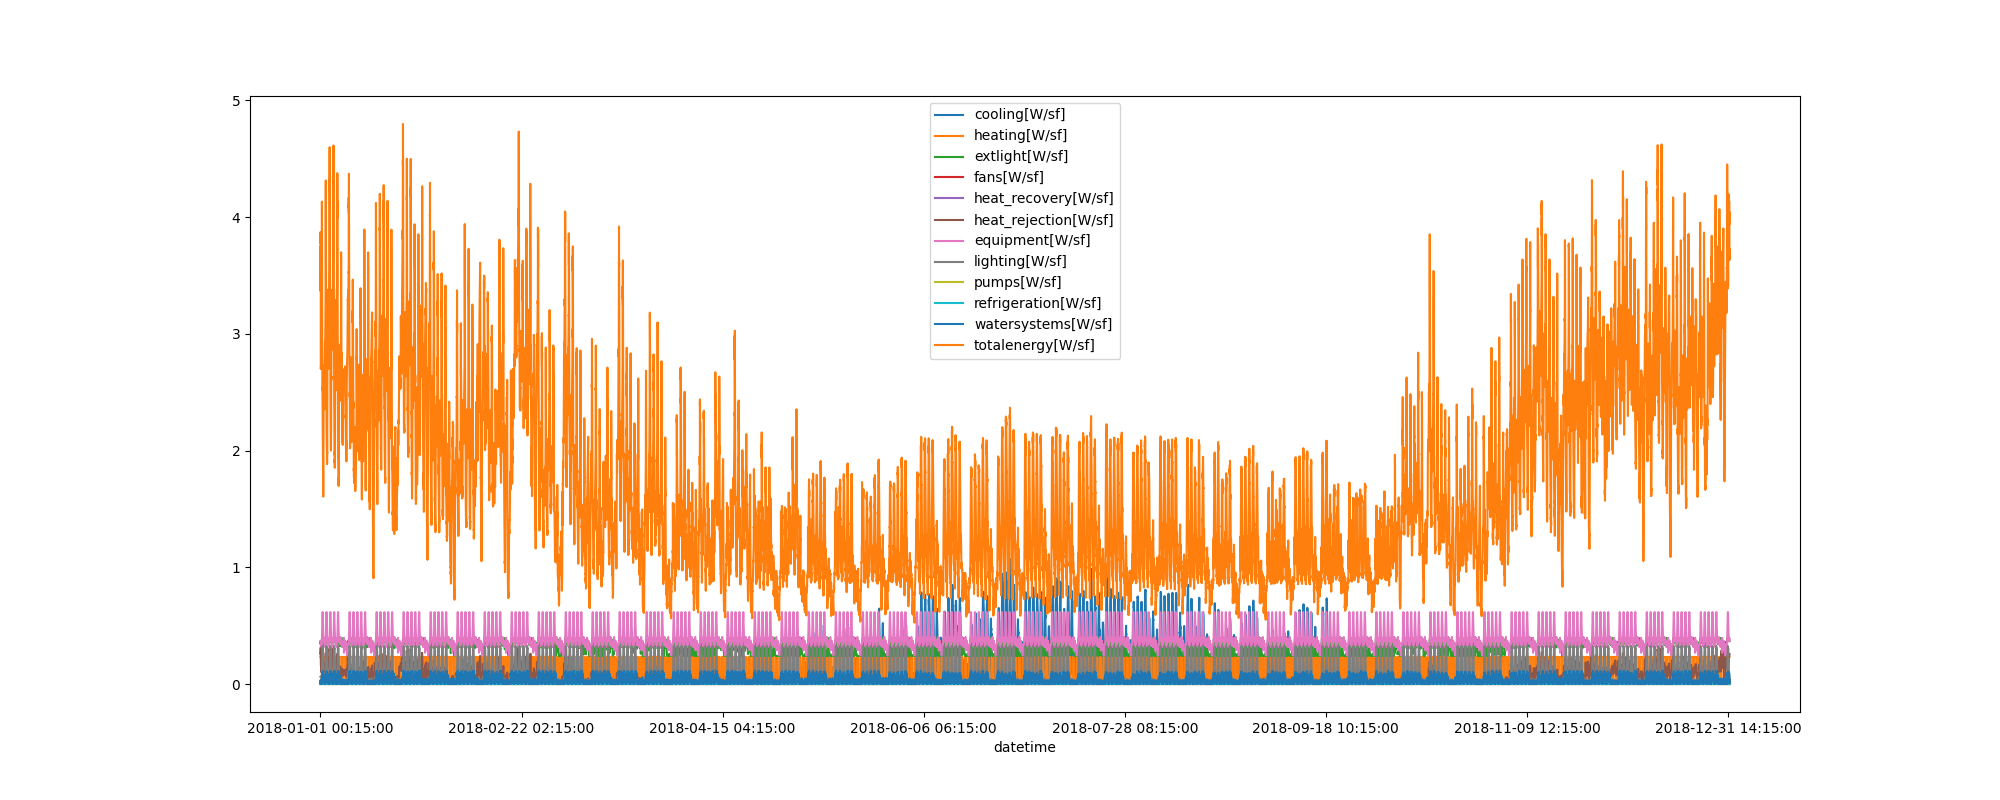 5
4
3
2
1
0
cooling[W/sf]
heating[W/sf]
extlight[W/sf]
fans[W/sf]
heat_recovery[W/sf]
heat_rejection[W/sf]
equipment[W/sf]
lighting[W/sf]
pumps[W/sf]
refrigeration[W/sf]
watersystems[W/sf]
totalenergy[W/sf]
2018-01-01 00:15:00 2018-02-22 02:15:00 2018-04-15 04:15:00 2018-06-06 06:15:00 2018-07-28 08:15:00 2018-09-18 10:15:00 2018-11-09 12:15:00 2018-12-31 14:15:00
datetime